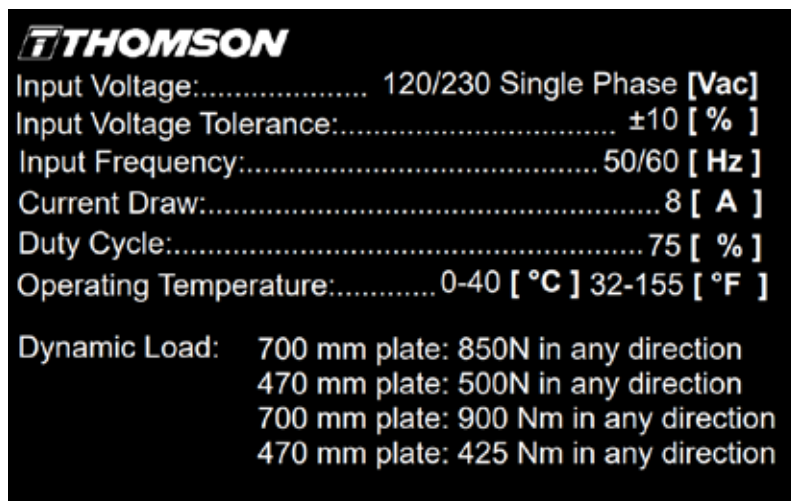 THOMSON
Input Voltage:................... 120/230 Single Phase [Vac]
Input Voltage Tolerance:............................... ±10 [ % ]
Input Frequency:....................................... 50/60 [ Hz ]
Current Draw:.................................................8 [ A ]
Duty Cycle:.................................................. 75 [ % ]
Operating Temperature:............0-40 [ °C ] 32-155 [ °F ]
Dynamic Load: 700 mm plate: 850N in any direction
470 mm plate: 500N in any direction
700 mm plate: 900 Nm in any direction
470 mm plate: 425 Nm in any direction